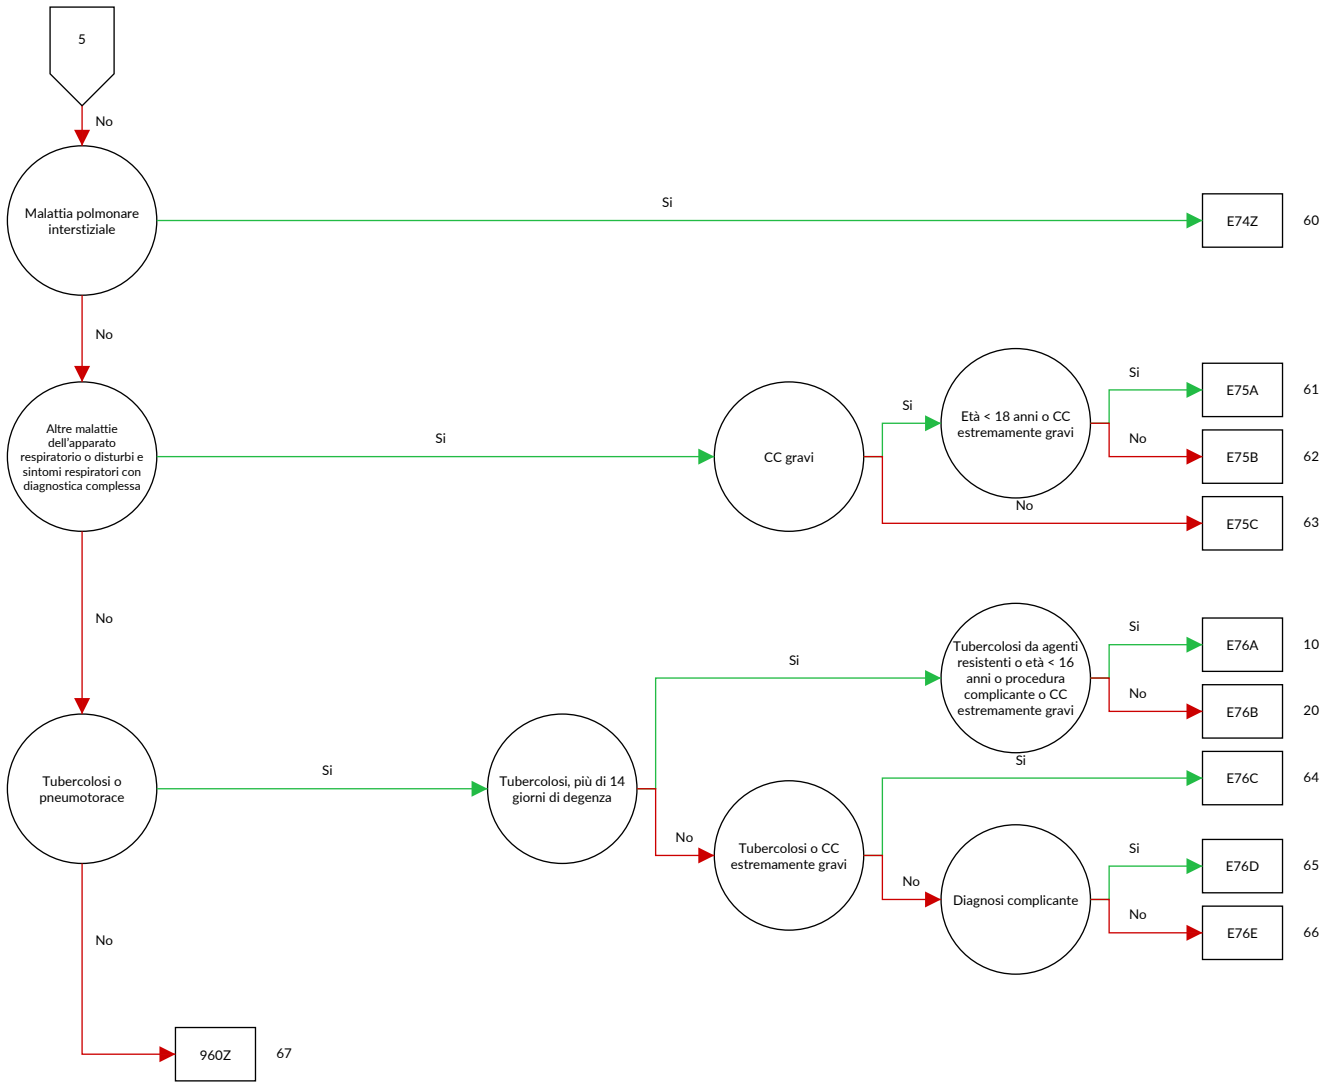 5
No
Malattia polmonare
interstiziale
Si
E74Z
60
No
Altre malattie
dell'apparato
respiratorio o disturbi e
sintomi respiratori con
diagnostica complessa
Si
CC gravi
Si
Età < 18 anni o CC
estremamente gravi
Si
E75A
61
No
E75B
62
No
E75C
63
No
Tubercolosi o
pneumotorace
Si
Tubercolosi, più di 14
giorni di degenza
Si
Tubercolosi da agenti
resistenti o età < 16
anni o procedura
complicante o CC
estremamente gravi
Si
E76A
10
No
E76B
20
No
Tubercolosi o CC
estremamente gravi
Si
E76C
64
No
Diagnosi complicante
Si
E76D
65
No
E76E
66
No
960Z
67